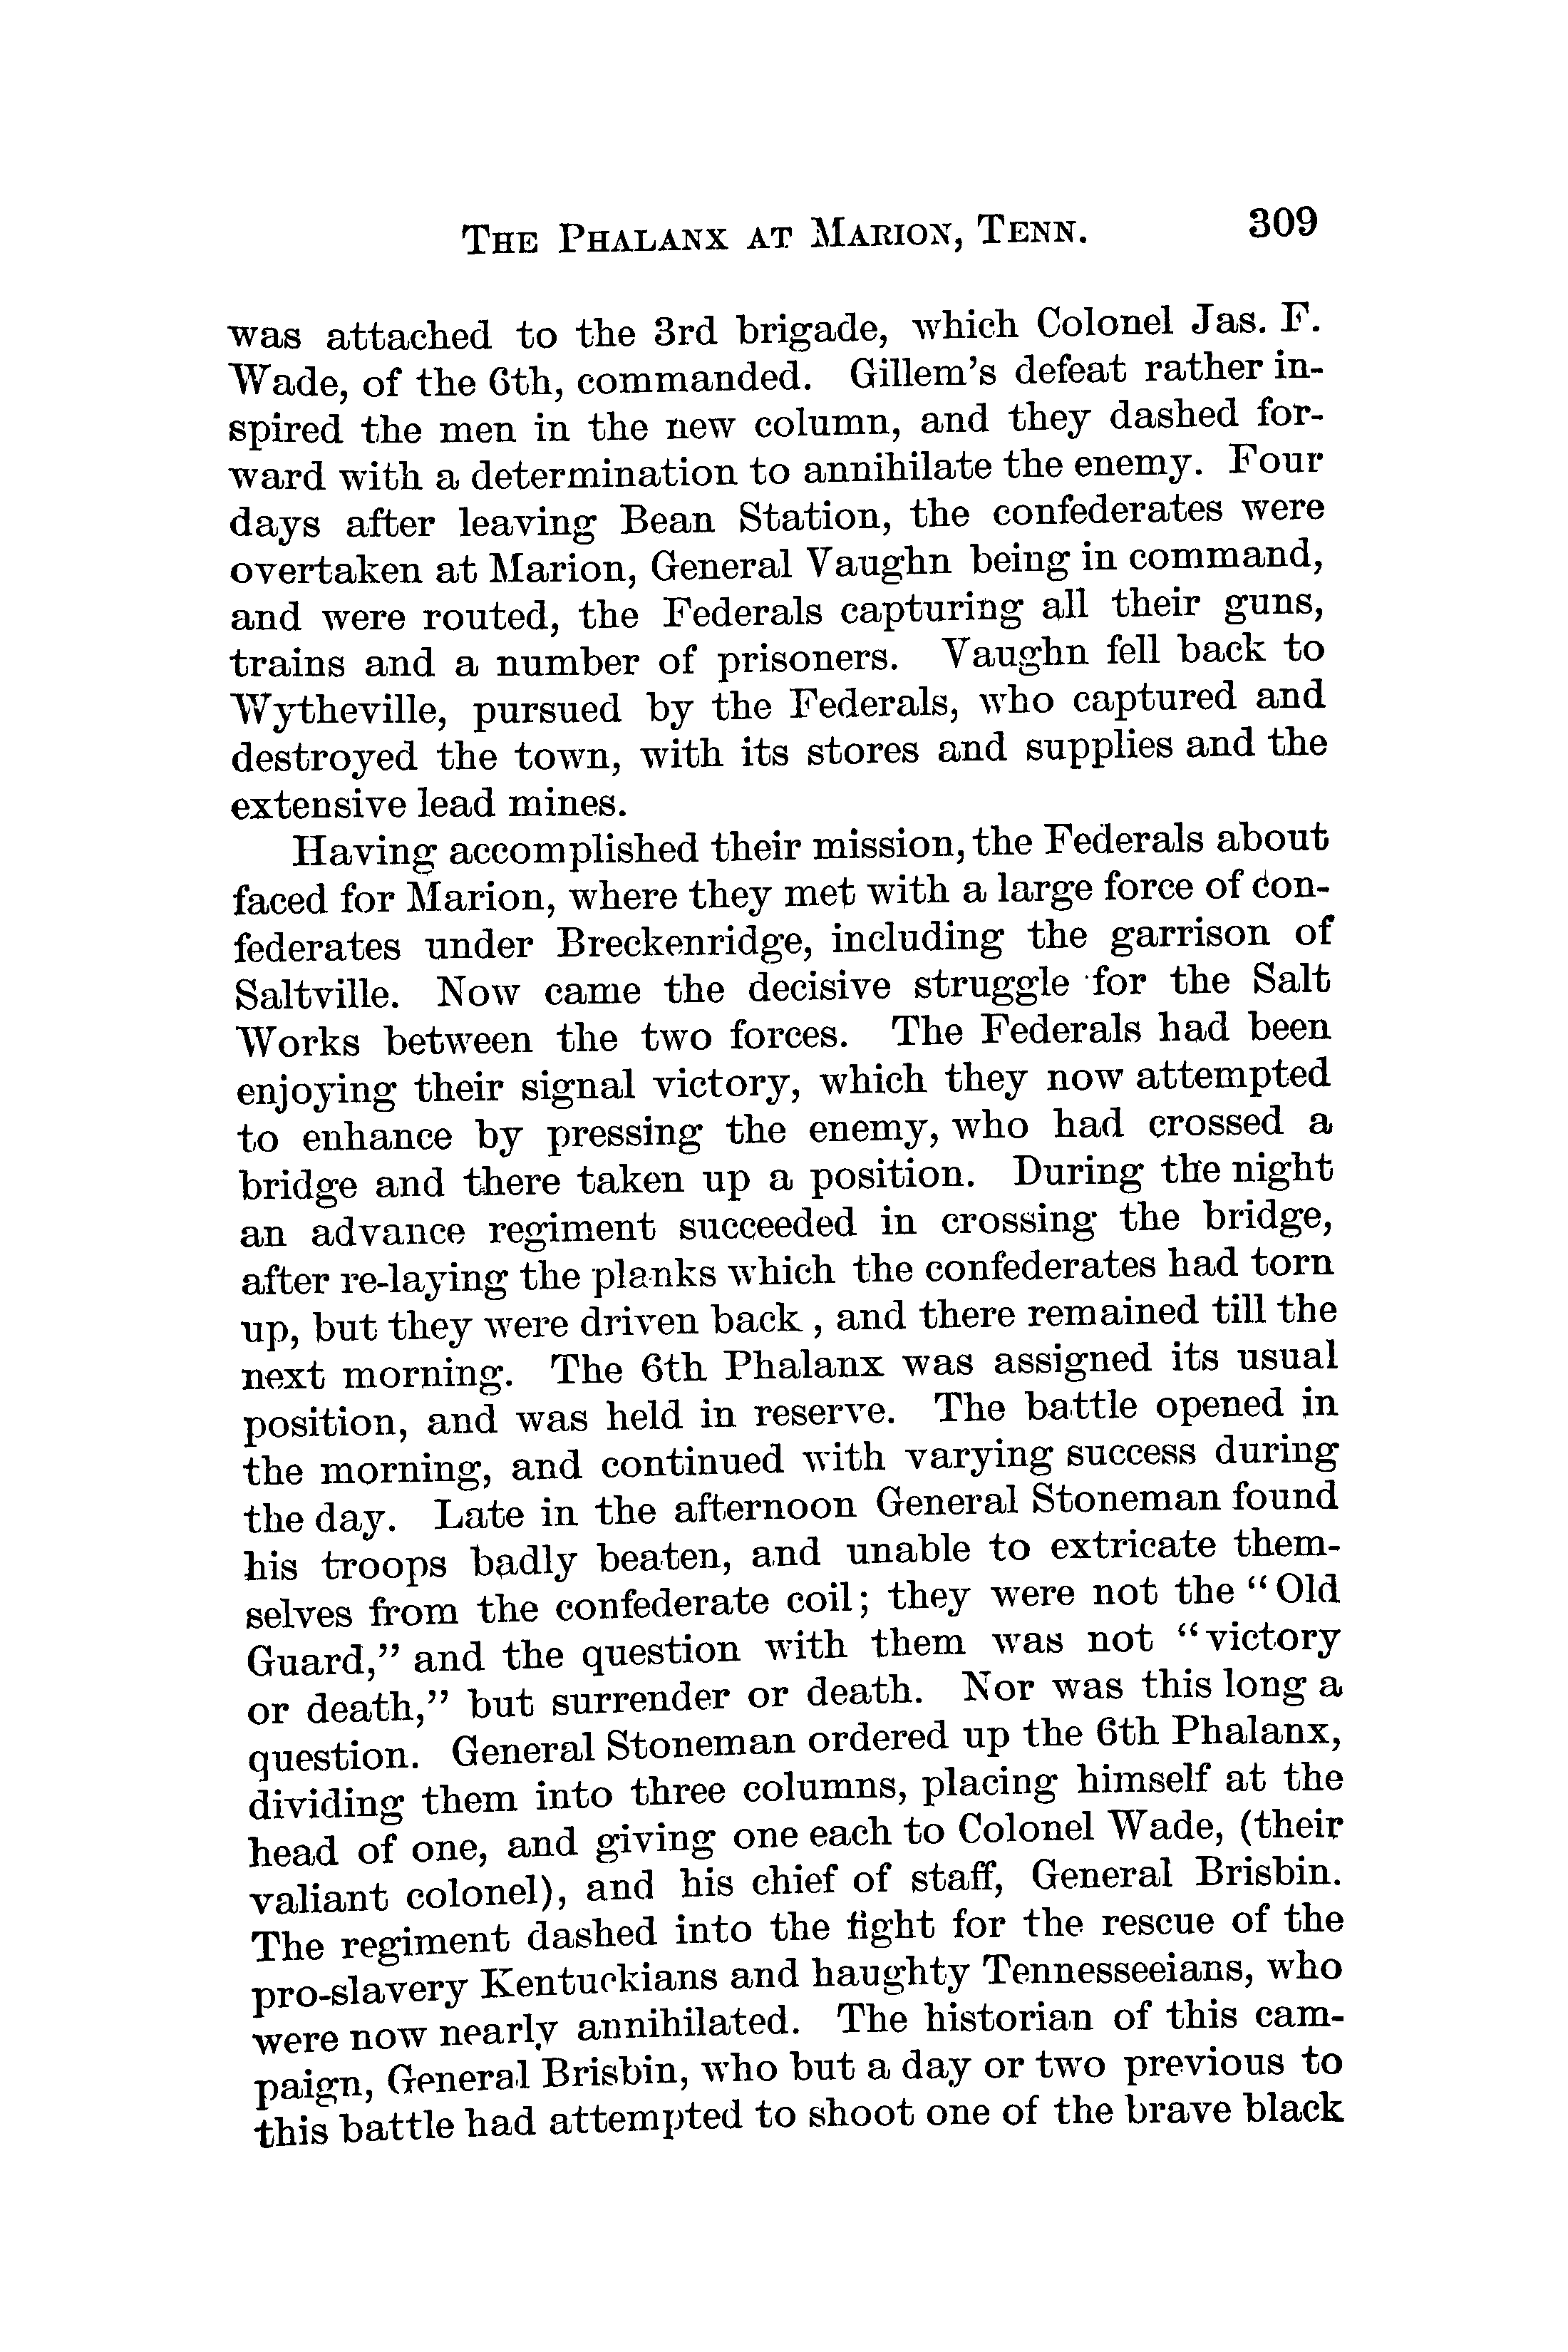 THE PHALANX AT MARION, TENN. 309
was attached to the 3rd brigade, which Colonel Jas. F.
Wade, of the 6th, commanded. Gillem's defeat rather in-
spired the men in the new column, and they dashed for-
ward with a determination to annihilate the enemy. Four
days after leaving Bean Station, the confederates were
overtaken at Marion, General Vaughn being in command,
and were routed, the Federals capturing all their guns,
trains and a number of prisoners. Vaughn fell back to
Wytheville, pursued by the Federals, who captured and
destroyed the town, with its stores and supplies and the
extensive lead mines.
Having accomplished their mission, the Federals about
faced for Marion, where they met with a large force of con-
federates under Breckenridge, including the garrison of
Saltville. Now came the decisive struggle for the Salt
Works between the two forces. The Federals had been
enjoying their signal victory, which they now attempted
to enhance by pressing the enemy, who had crossed a
bridge and there taken up a position. During the night
an advance regiment succeeded in crossing the bridge,
after re-laying the planks which the confederates had torn
up, but they were driven back , and there remained till the
next morning. The 6th Phalanx was assigned its usual
position, and was held in reserve. The battle opened in
the morning, and continued with varying success during
the day. Late in the afternoon General Stoneman found
his troops badly beaten, and unable to extricate them-
selves from the confederate coil; they were not the "Old
Guard," and the question with them was not "victory
or death," but surrender or death. Nor was this long a
question. General Stoneman ordered up the 6th Phalanx,
dividing them into three columns, placing himself at the
head of one, and giving one each to Colonel Wade, (their
valiant colonel), and his chief of staff, General Brisbin.
The regiment dashed into the fight for the rescue of the
pro-slavery Kentuckians and haughty Tennesseeians, who
were now nearly annihilated. The historian of this cam-
paign, General Brisbin, who but a day or two previous to
this battle had attempted to shoot one of the brave black